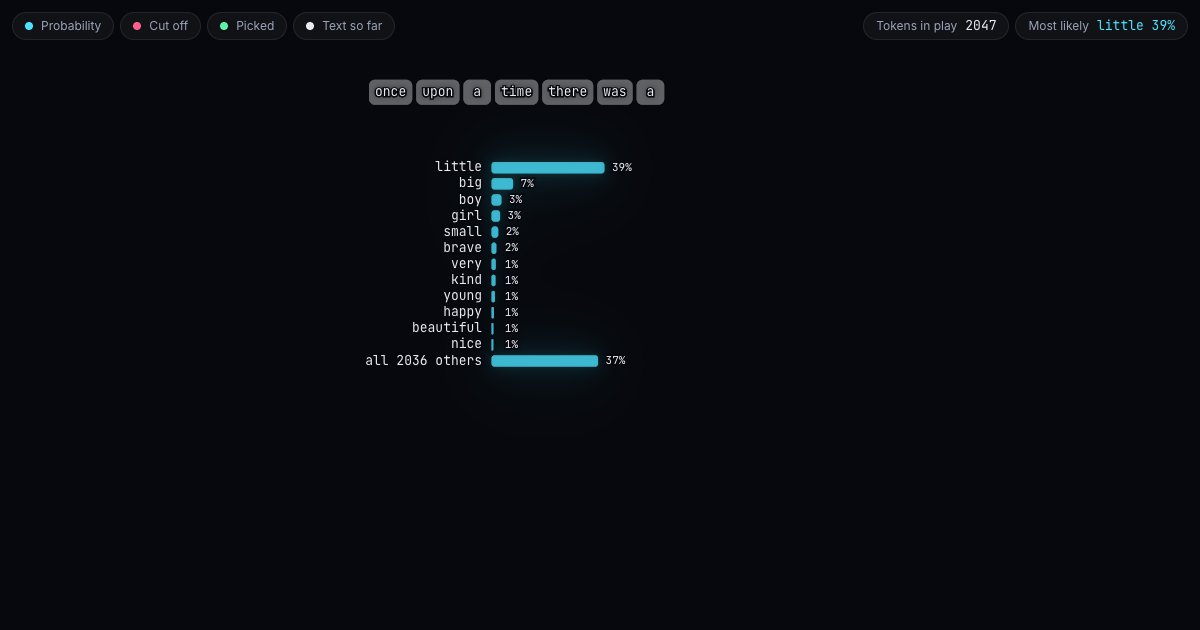 Probability Cut off Picked Text so far Tokens in play 2047 Most likely little 39%
once upon a time there was a
little 39%
big 7%
boy 3%
girl 3%
small 2%
brave 2%
very 1%
kind 1%
young 1%
happy 1%
beautiful 1%
nice 1%
all 2036 others 37%